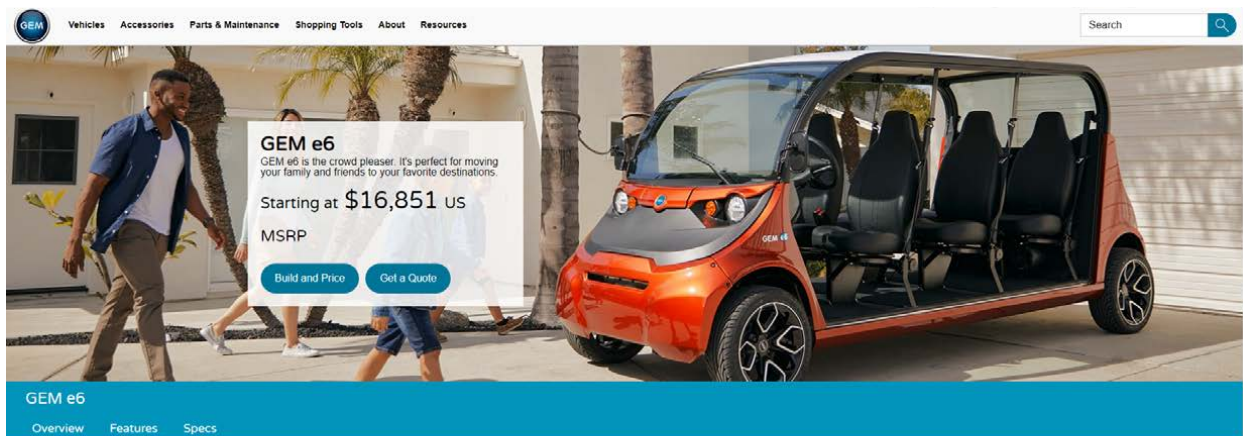 GEM
Vehicles Accessories Parts & Maintenance Shopping Tools About Resources
Search
GEM e6
GEM e6 is the crowd pleaser. It's perfect for moving
your family and friends to your favorite destinations.
Starting at $16,851 US
MSRP
Build and Price Get a Quote
GEM e6
GEM e6
Overview Features Specs